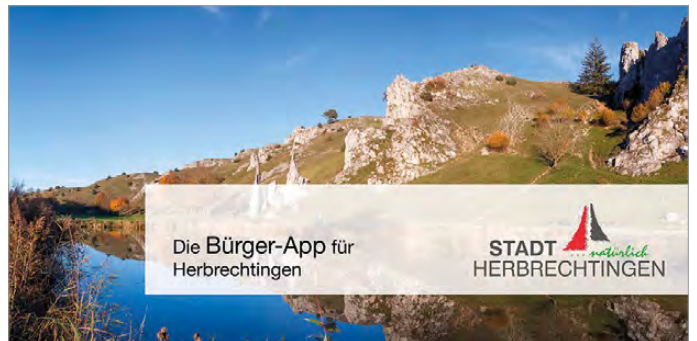 Die Bürger-App für
Herbrechtingen
STADT
...natürlich
HERBRECHTINGEN